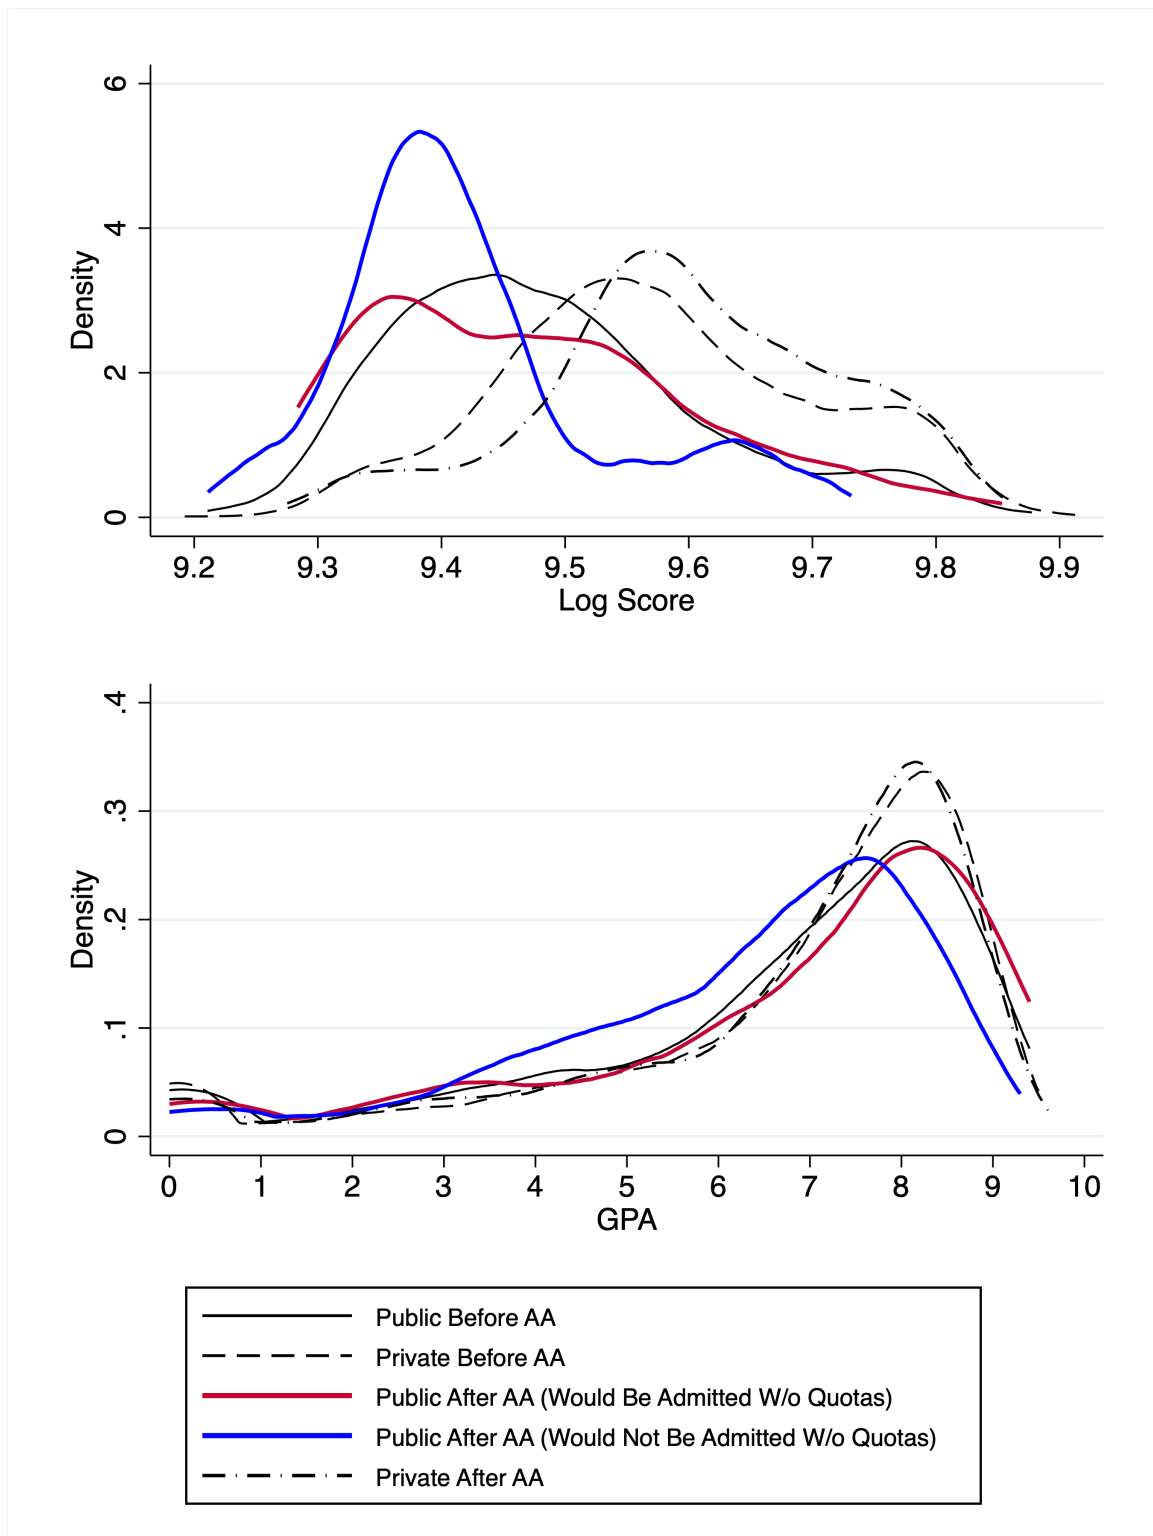 6
4
2
0
Density
9.2 9.3 9.4 9.5 9.6 9.7 9.8 9.9
Log Score
.4
.3
.2
.1
0
Density
0 1 2 3 4 5 6 7 8 9 10
GPA
Public Before AA
Private Before AA
Public After AA (Would Be Admitted W/o Quotas)
Public After AA (Would Not Be Admitted W/o Quotas)
Private After AA